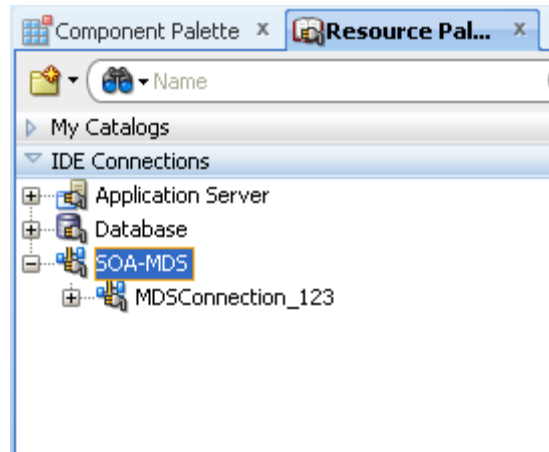 Component Palette x Resource Pal... x
Name
My Catalogs
IDE Connections
Application Server
Database
SOA-MDS
MDSConnection_123